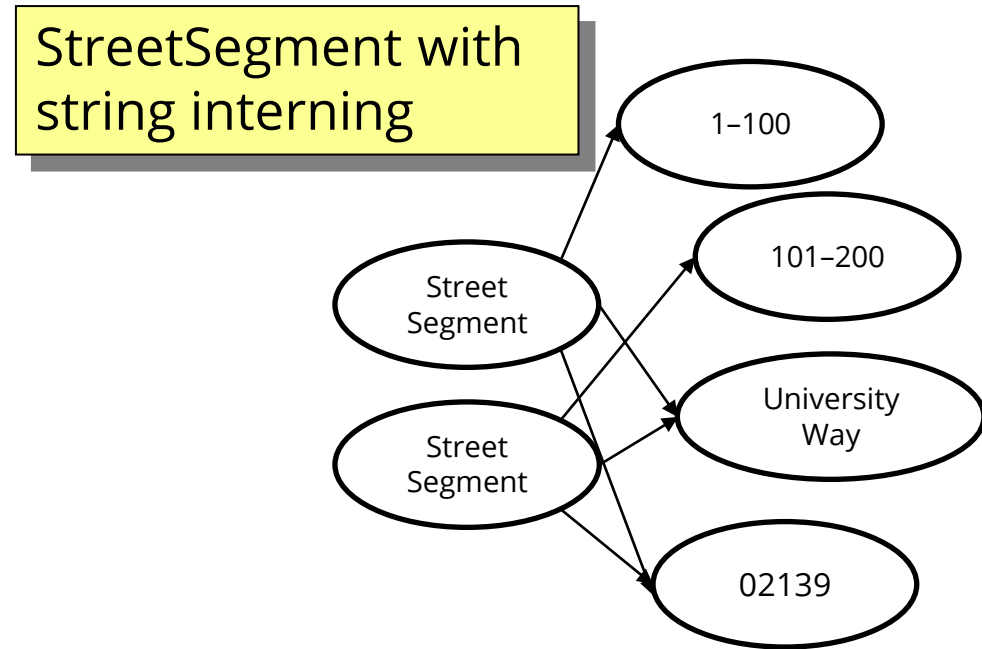 StreetSegment with
string interning
1–100
101–200
Street
Segment
University
Way
Street
Segment
02139